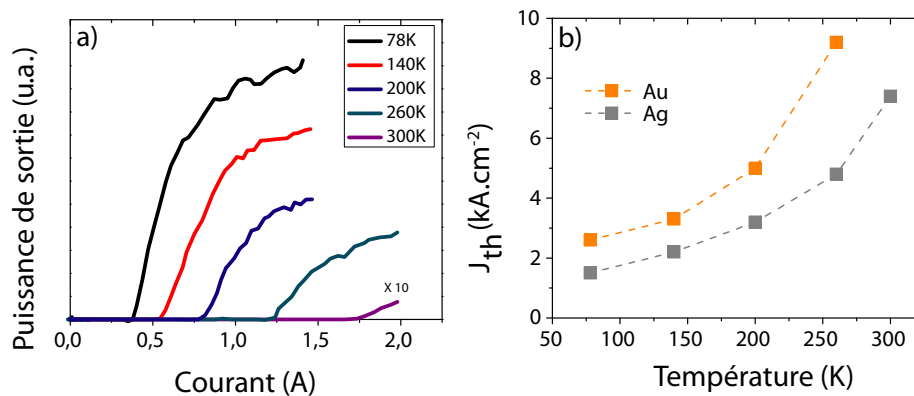 a)
Puissance de sortie (u.a.)
78K
140K
200K
260K
300K
X 10
0,0 0,5 1,0 1,5 2,0
Courant (A)
b)
J_th (kA.cm⁻²)
10
8
6
4
2
0
Au
Ag
50 100 150 200 250 300
Température (K)